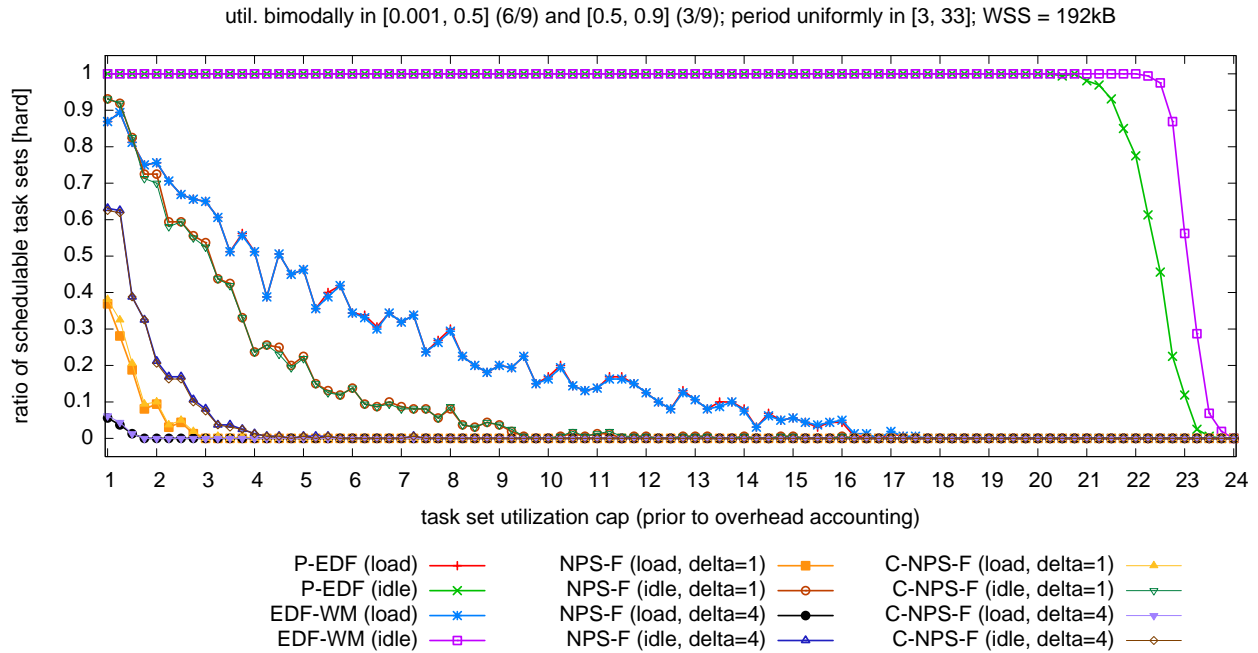 util. bimodally in [0.001, 0.5] (6/9) and [0.5, 0.9] (3/9); period uniformly in [3, 33]; WSS = 192kB
ratio of schedulable task sets [hard]
1
0.9
0.8
0.7
0.6
0.5
0.4
0.3
0.2
0.1
0
1 2 3 4 5 6 7 8 9 10 11 12 13 14 15 16 17 18 19 20 21 22 23 24
task set utilization cap (prior to overhead accounting)
P-EDF (load) NPS-F (load, delta=1) C-NPS-F (load, delta=1)
P-EDF (idle) NPS-F (idle, delta=1) C-NPS-F (idle, delta=1)
EDF-WM (load) NPS-F (load, delta=4) C-NPS-F (load, delta=4)
EDF-WM (idle) NPS-F (idle, delta=4) C-NPS-F (idle, delta=4)